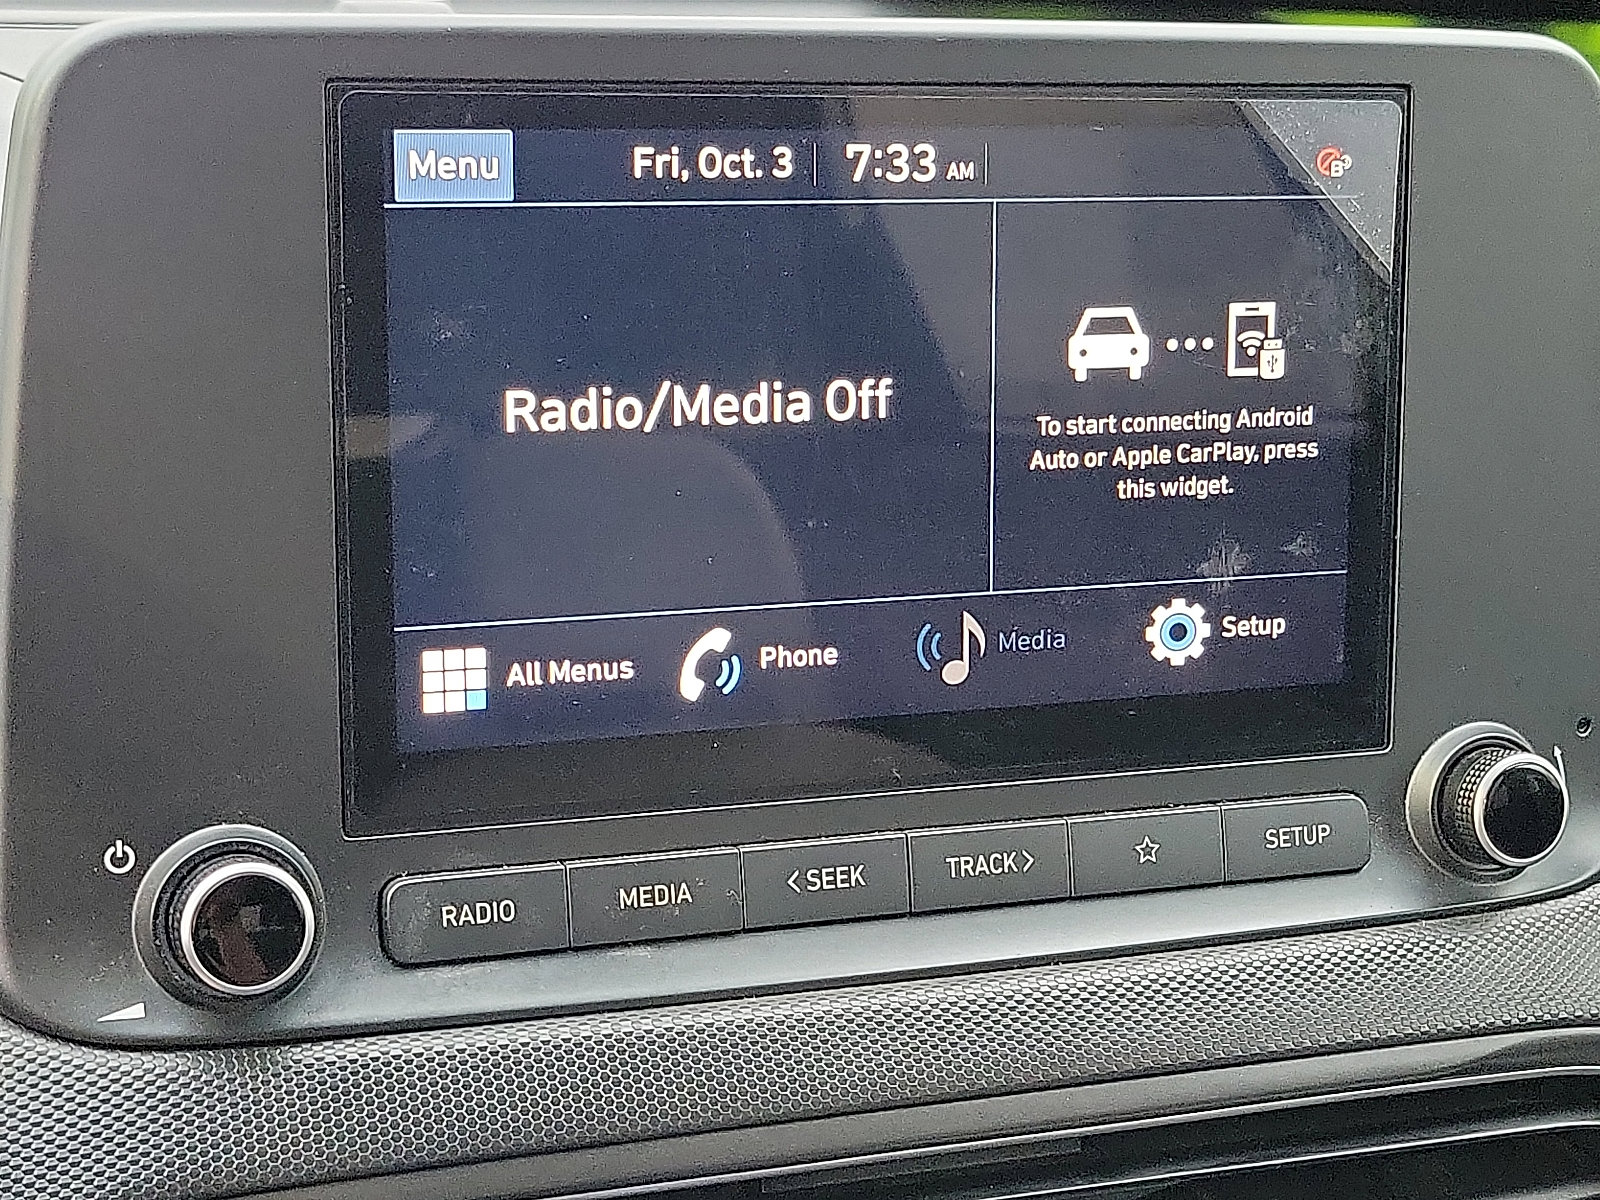 Menu
Fri, Oct. 3
7:33 AM
Radio/Media Off
To start connecting Android
Auto or Apple CarPlay, press
this widget.
All Menus
Phone
Media
Setup
RADIO
MEDIA
<SEEK
TRACK>
SETUP